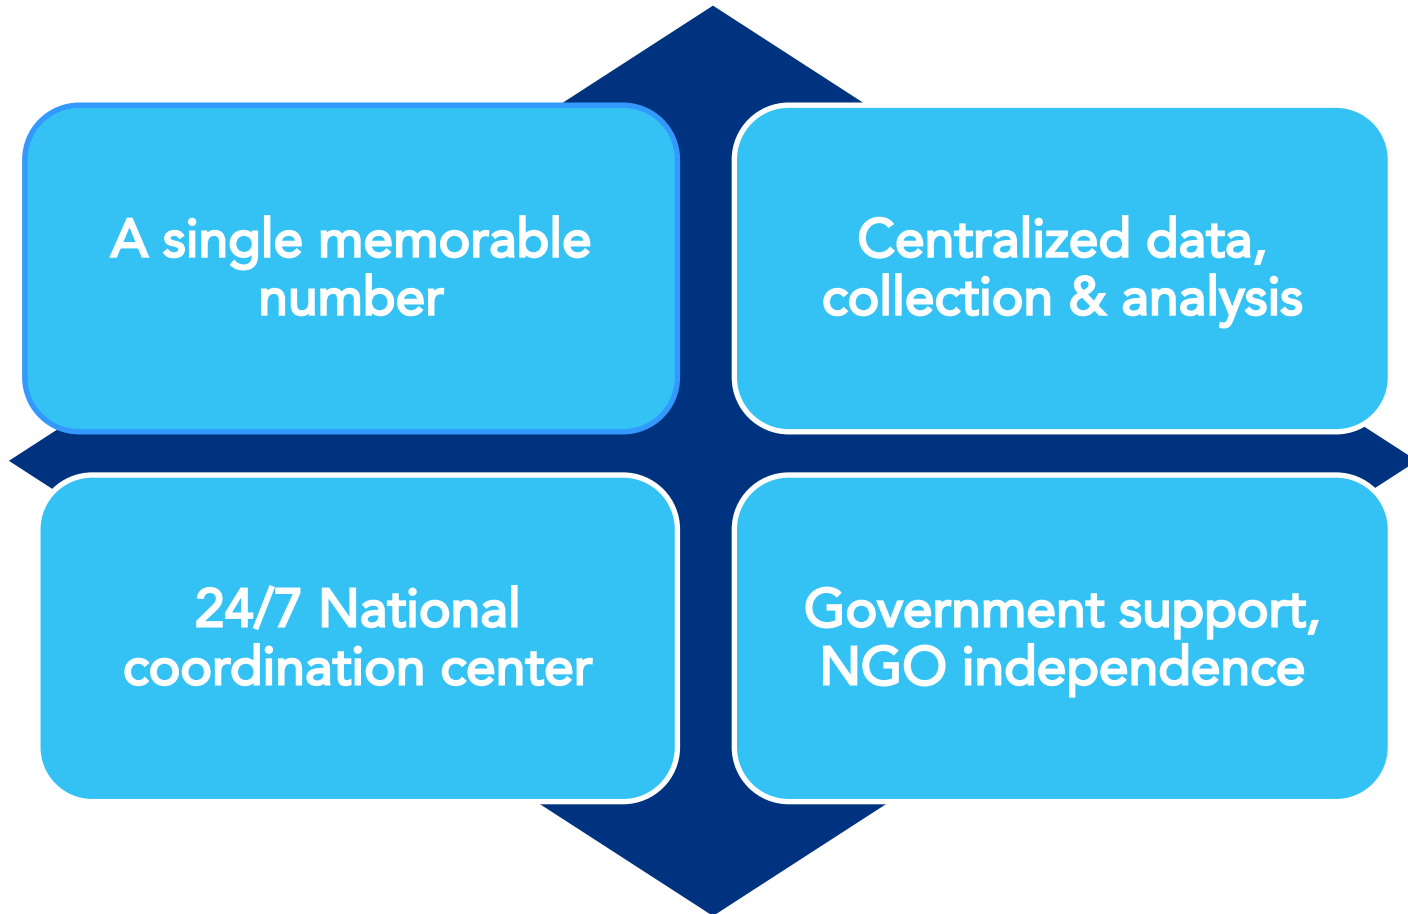 A single memorable
number
Centralized data,
collection & analysis
24/7 National
coordination center
Government support,
NGO independence